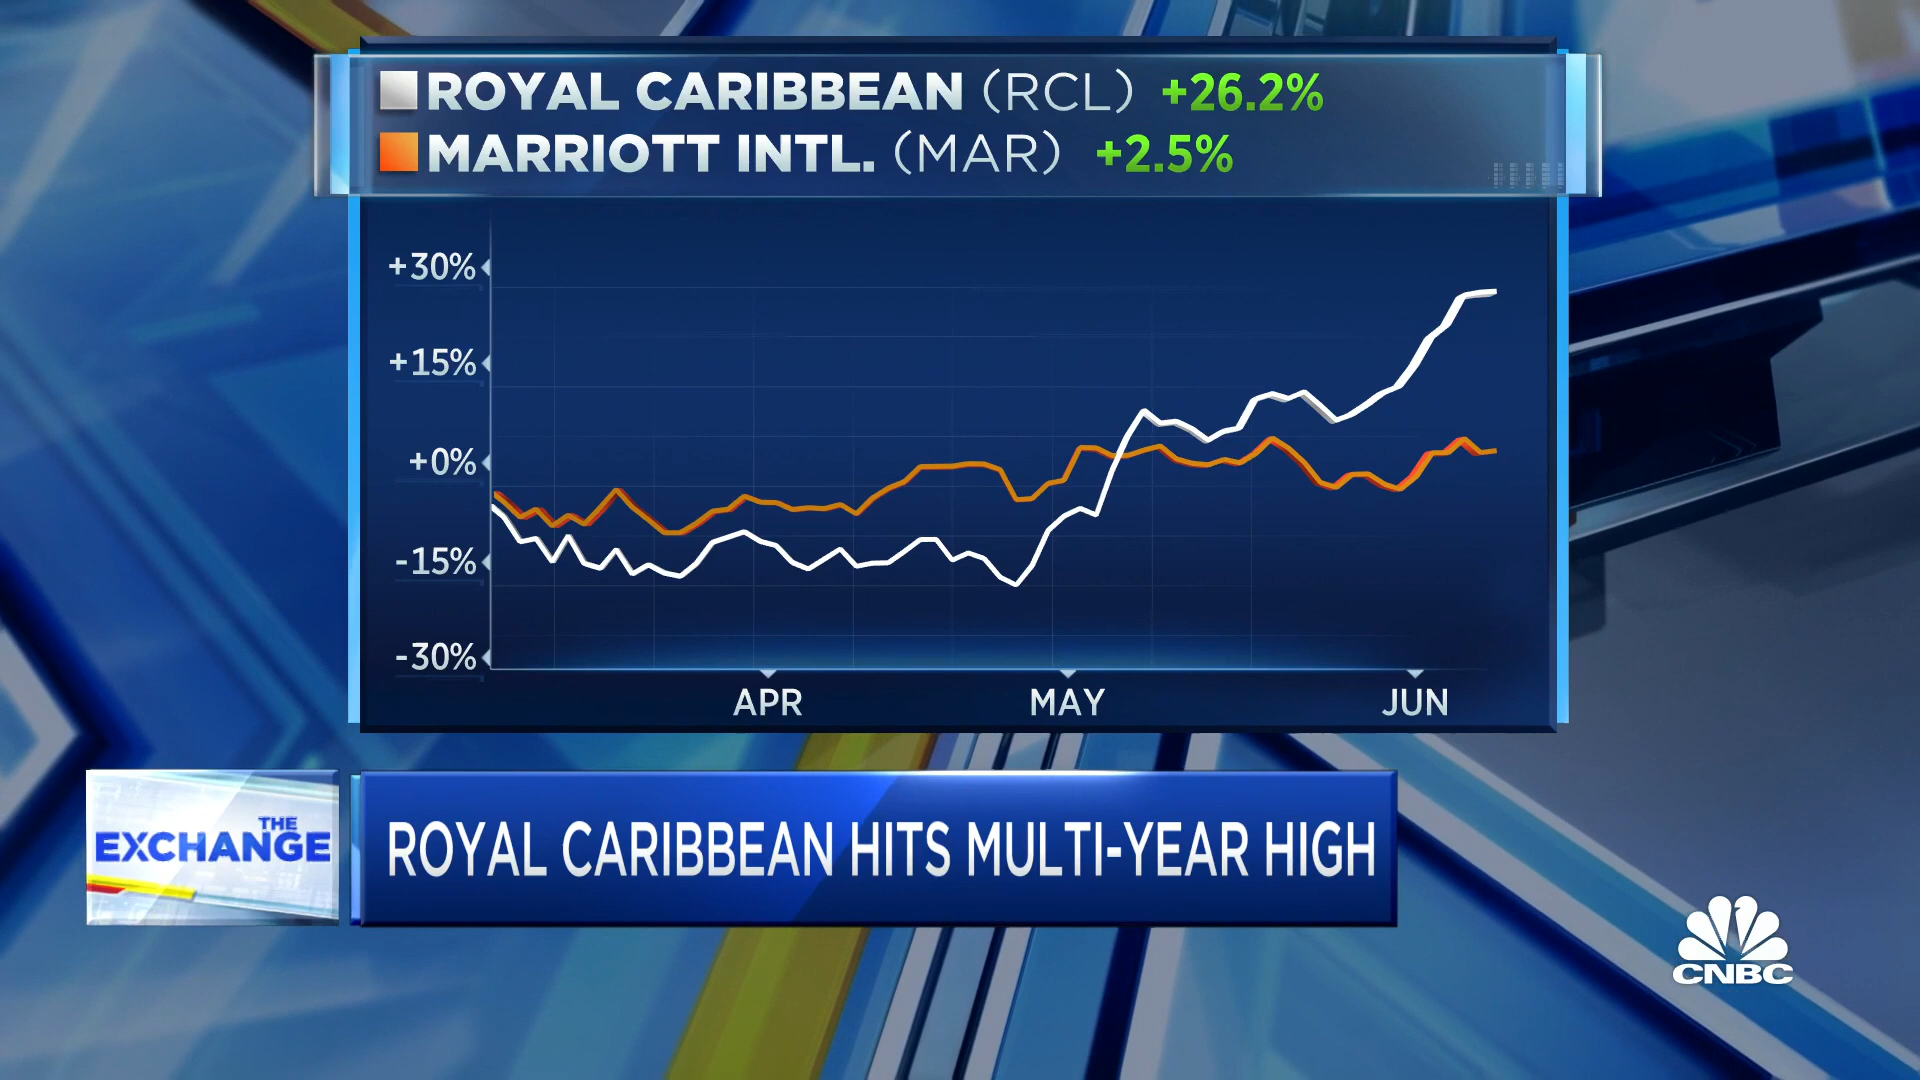 ROYAL CARIBBEAN (RCL) +26.2%
MARRIOTT INTL. (MAR) +2.5%
+30%
+15%
+0%
-15%
-30%
APR MAY JUN
THE
EXCHANGE
ROYAL CARIBBEAN HITS MULTI-YEAR HIGH
CNBC